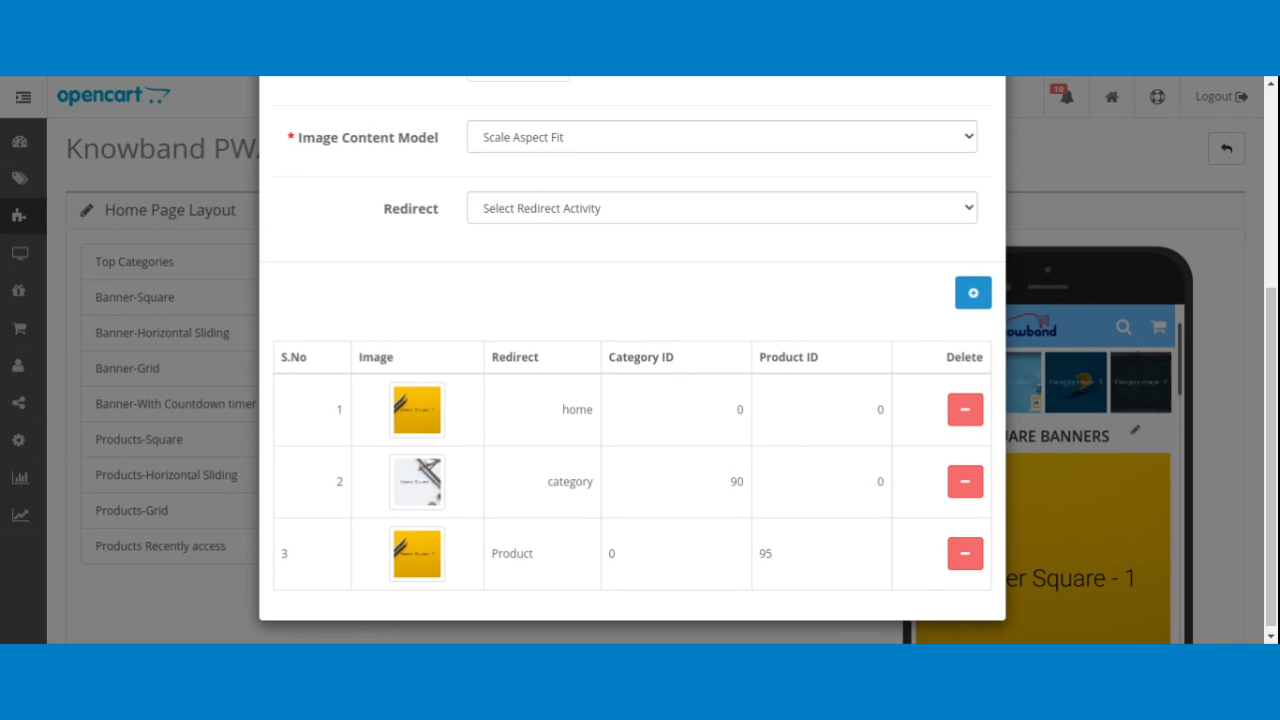 opencart
10
Logout
Knowband PWA
Home Page Layout
Top Categories
Banner-Square
Banner-Horizontal Sliding
Banner-Grid
Banner-With Countdown timer
Products-Square
Products-Horizontal Sliding
Products-Grid
Products Recently access
* Image Content Model
Scale Aspect Fit
Redirect
Select Redirect Activity
S.No Image Redirect Category ID Product ID Delete
1 home 0 0
2 category 90 0
3 Product 0 95
owband
ARE BANNERS
er Square - 1